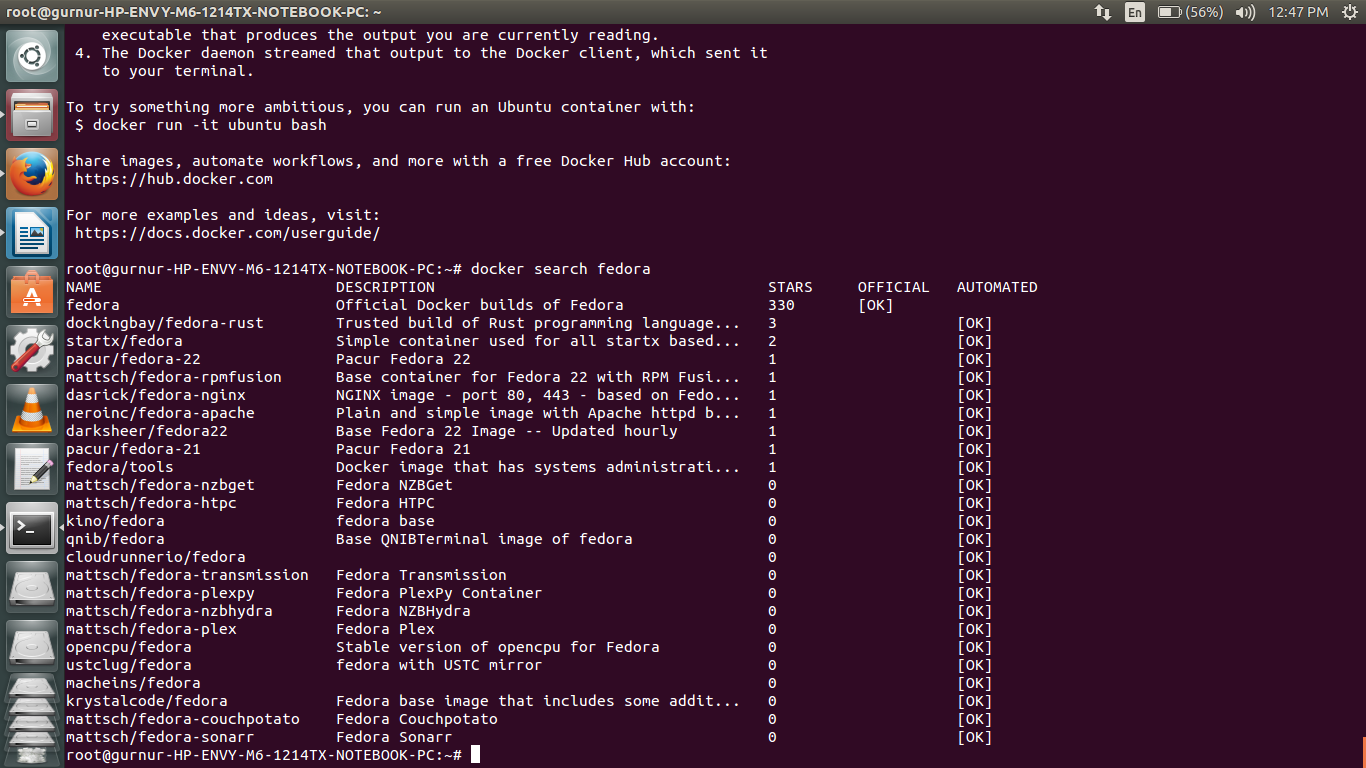 root@gurnur-HP-ENVY-M6-1214TX-NOTEBOOK-PC: ~ En (56%) 12:47 PM
executable that produces the output you are currently reading.
4. The Docker daemon streamed that output to the Docker client, which sent it
to your terminal.
To try something more ambitious, you can run an Ubuntu container with:
$ docker run -it ubuntu bash
Share images, automate workflows, and more with a free Docker Hub account:
https://hub.docker.com
For more examples and ideas, visit:
https://docs.docker.com/userguide/
root@gurnur-HP-ENVY-M6-1214TX-NOTEBOOK-PC:~# docker search fedora
NAME DESCRIPTION STARS OFFICIAL AUTOMATED
fedora Official Docker builds of Fedora 330 [OK]
dockingbay/fedora-rust Trusted build of Rust programming language... 3 [OK]
startx/fedora Simple container used for all startx based... 2 [OK]
pacur/fedora-22 Pacur Fedora 22 1 [OK]
mattsch/fedora-rpmfusion Base container for Fedora 22 with RPM Fusi... 1 [OK]
dasrick/fedora-nginx NGINX image - port 80, 443 - based on Fedo... 1 [OK]
neroinc/fedora-apache Plain and simple image with Apache httpd b... 1 [OK]
darksheer/fedora22 Base Fedora 22 Image -- Updated hourly 1 [OK]
pacur/fedora-21 Pacur Fedora 21 1 [OK]
fedora/tools Docker image that has systems administrati... 1 [OK]
mattsch/fedora-nzbget Fedora NZBGet 0 [OK]
mattsch/fedora-htpc Fedora HTPC 0 [OK]
kino/fedora fedora base 0 [OK]
qnib/fedora Base QNIBTerminal image of fedora 0 [OK]
cloudrunnerio/fedora 0 [OK]
mattsch/fedora-transmission Fedora Transmission 0 [OK]
mattsch/fedora-plexpy Fedora PlexPy Container 0 [OK]
mattsch/fedora-nzbhydra Fedora NZBHydra 0 [OK]
mattsch/fedora-plex Fedora Plex 0 [OK]
opencpu/fedora Stable version of opencpu for Fedora 0 [OK]
ustclug/fedora fedora with USTC mirror 0 [OK]
macheins/fedora 0 [OK]
krystalcode/fedora Fedora base image that includes some addit... 0 [OK]
mattsch/fedora-couchpotato Fedora Couchpotato 0 [OK]
mattsch/fedora-sonarr Fedora Sonarr 0 [OK]
root@gurnur-HP-ENVY-M6-1214TX-NOTEBOOK-PC:~#